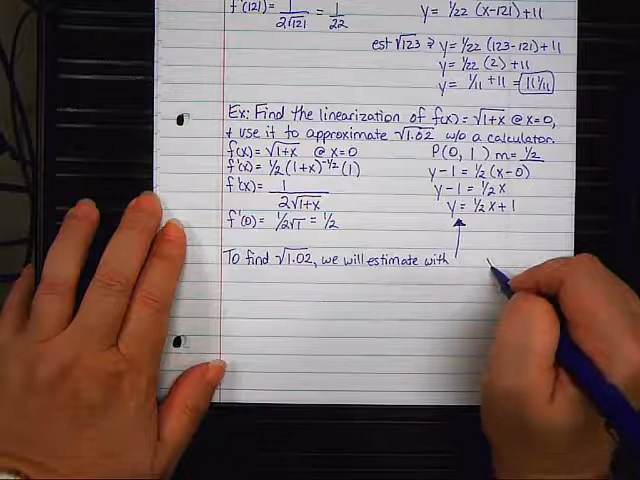 f'(121) = 1/2√121 = 1/22
y = 1/22 (x-121) + 11
est √123 ⇒ y = 1/22 (123-121) + 11
y = 1/22 (2) + 11
y = 1/11 + 11 = 11 1/11
Ex: Find the linearization of f(x) = √1+x @ x=0,
+ use it to approximate √1.02 w/o a calculator.
f(x) = √1+x @ x=0
P(0, 1) m = 1/2
f'(x) = 1/2 (1+x)^-1/2 (1)
y-1 = 1/2 (x-0)
f'(x) = 1/2√1+x
y-1 = 1/2 x
y = 1/2 x + 1
f'(0) = 1/2√1 = 1/2
To find √1.02, we will estimate with